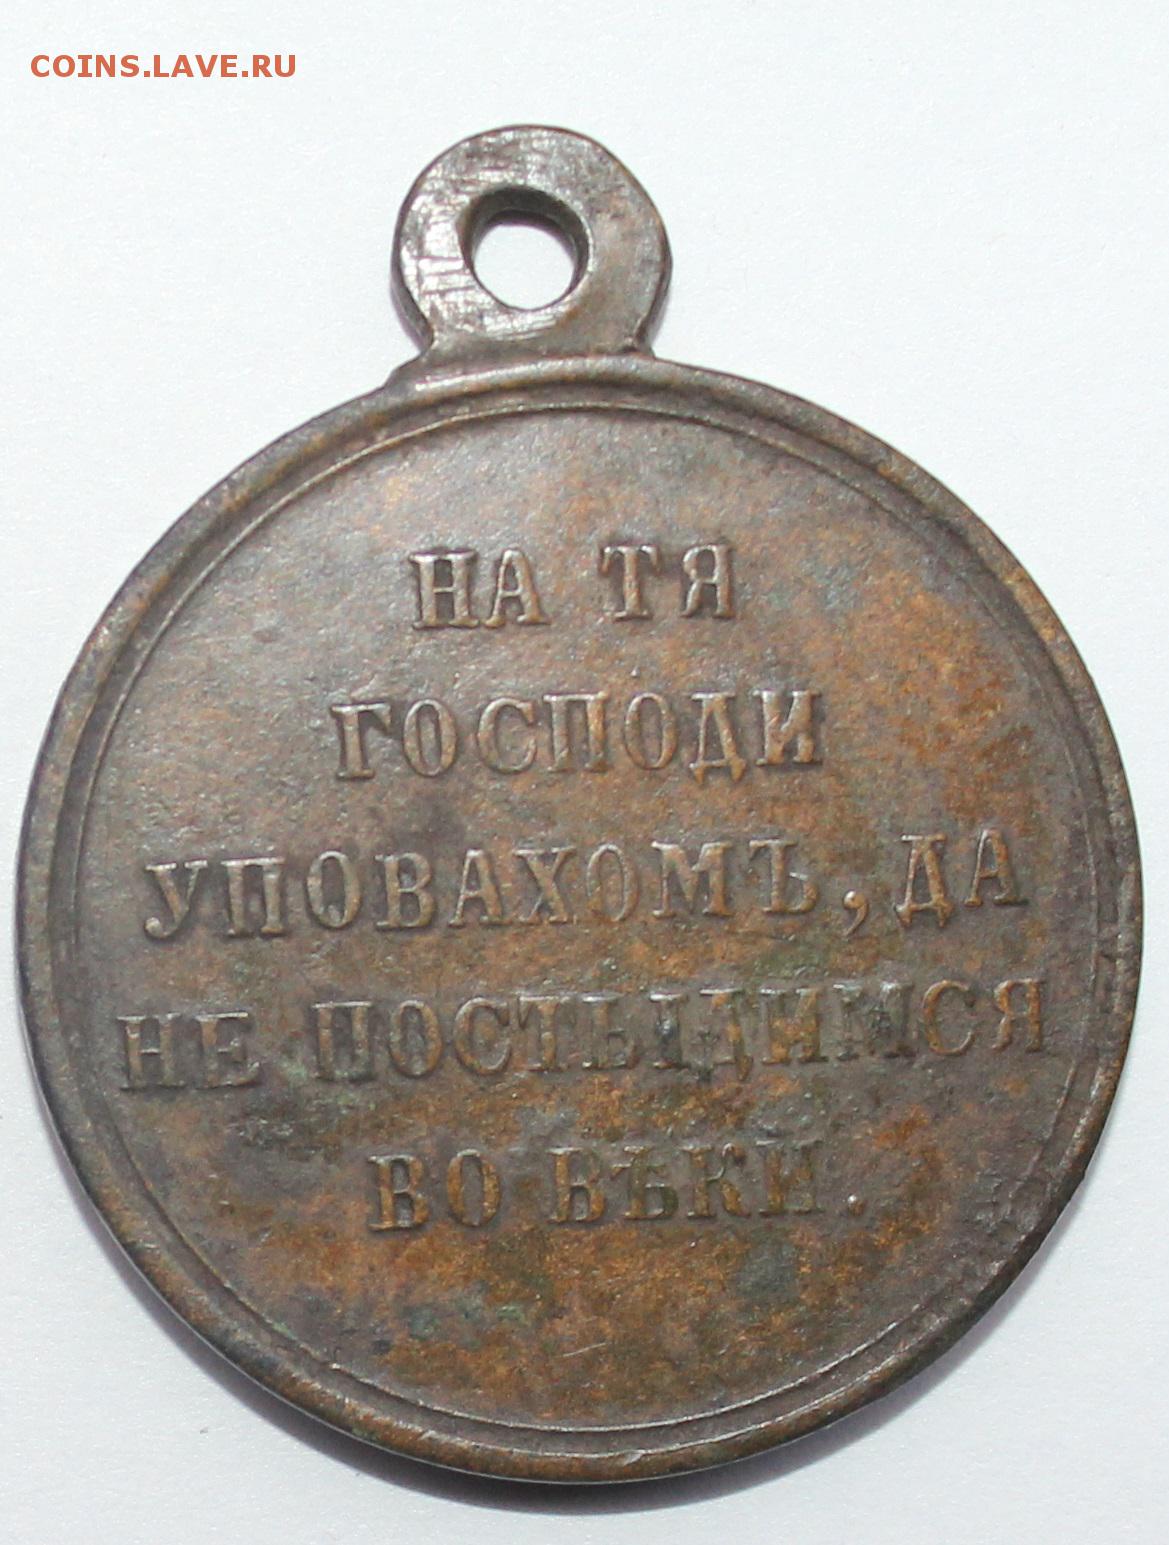 COINS.LAVE.RU
НА ТЯ
ГОСПОДИ
УПОВАХОМЪ, ДА
НЕ ПОСТЫДИМСЯ
ВО ВѢКИ.